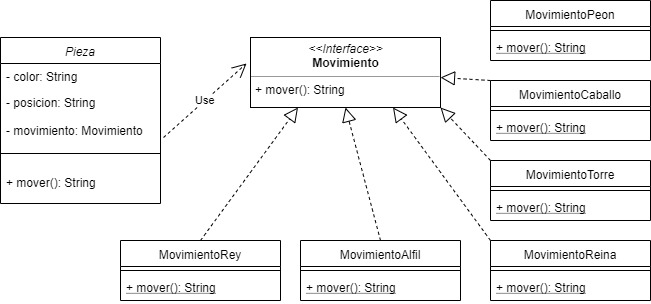 Pieza
- color: String
- posicion: String
- movimiento: Movimiento
+ mover(): String
Use
<<Interface>>
Movimiento
+ mover(): String
MovimientoPeon
+ mover(): String
MovimientoCaballo
+ mover(): String
MovimientoTorre
+ mover(): String
MovimientoRey
+ mover(): String
MovimientoAlfil
+ mover(): String
MovimientoReina
+ mover(): String